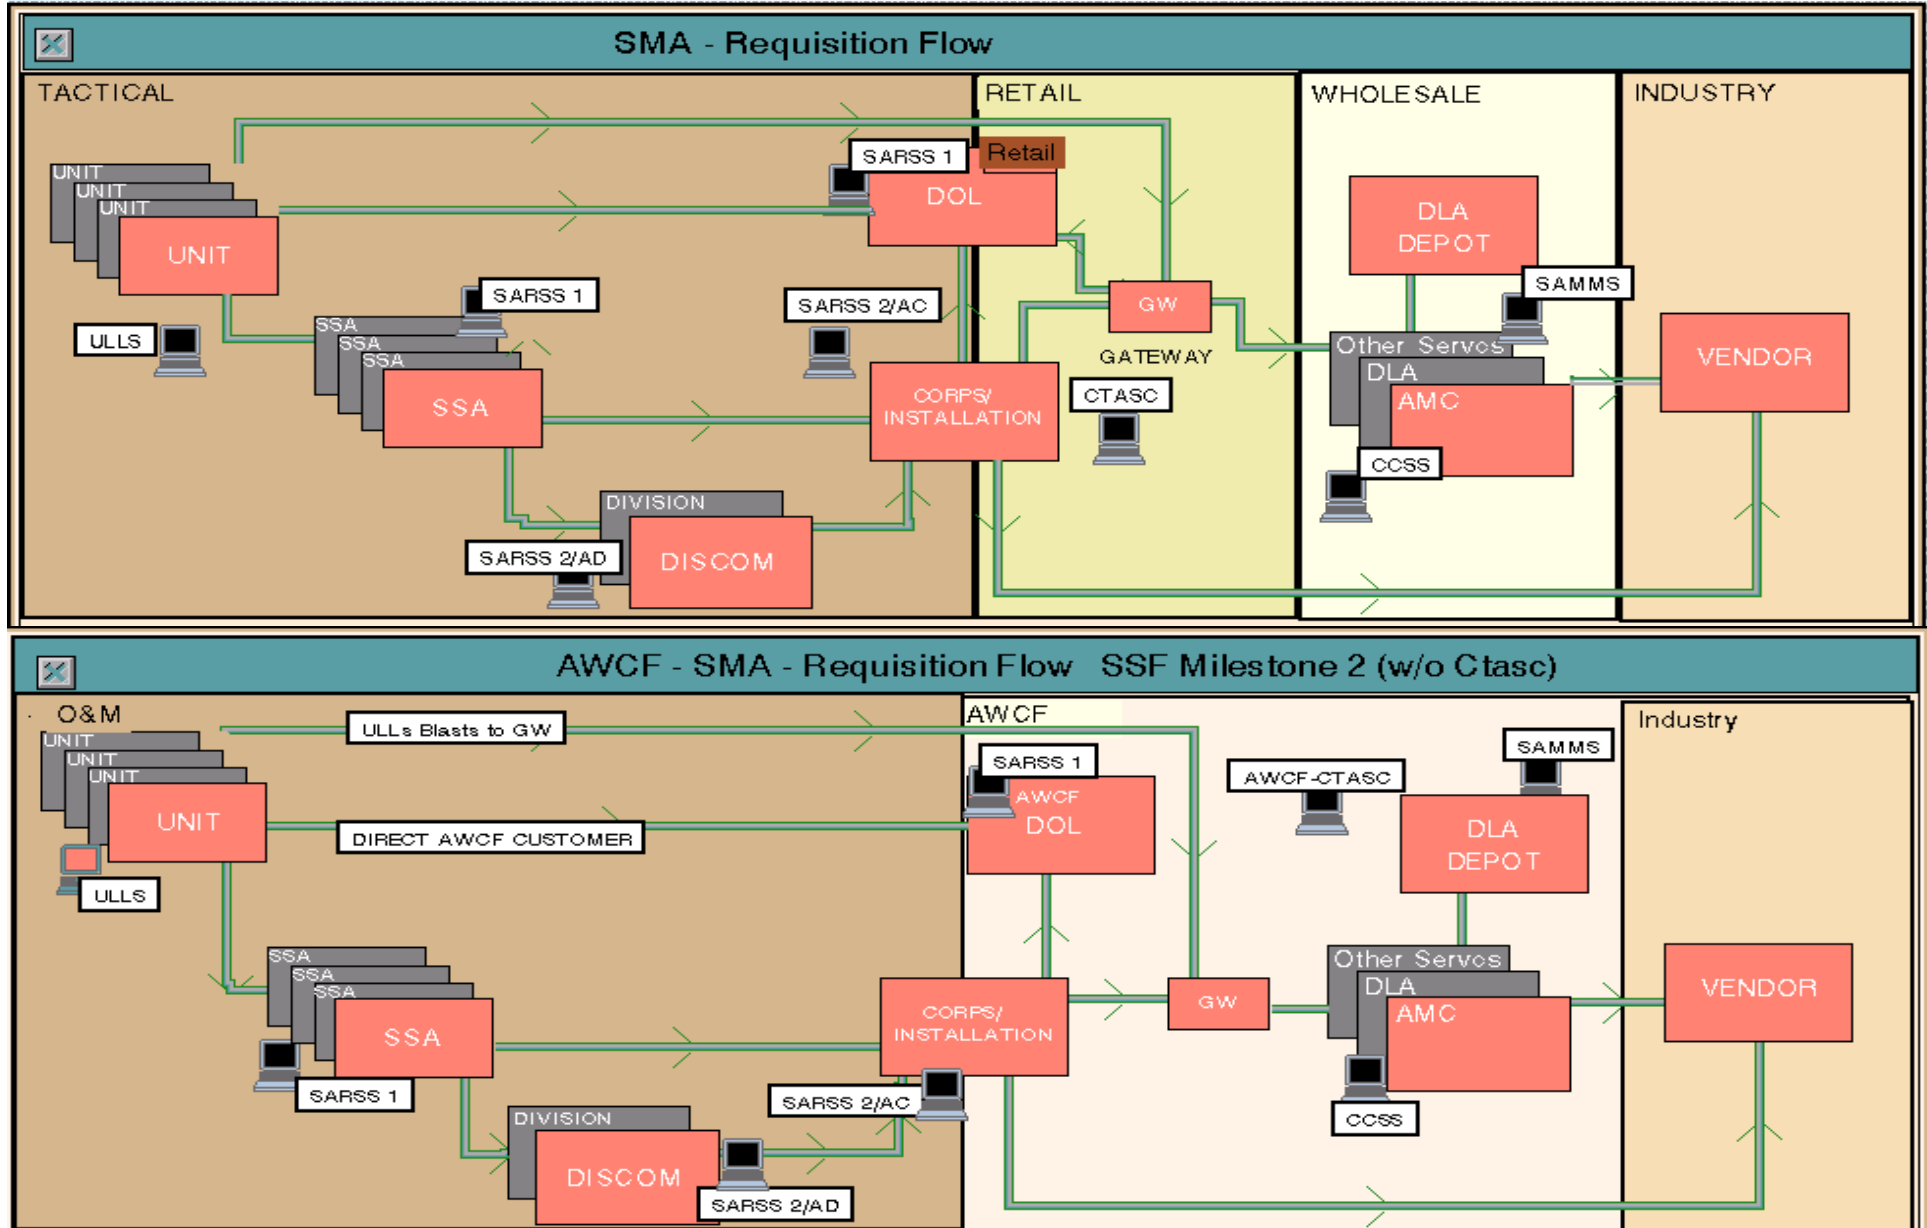 SMA - Requisition Flow
TACTICAL
RETAIL
WHOLESALE
INDUSTRY
SARSS 1
Retail
DOL
UNIT
UNIT
UNIT
UNIT
DLA
DEPOT
SAMMS
SARSS 1
SARSS 2/AC
GW
GATEWAY
ULLS
SSA
SSA
SSA
SSA
CORPS/
INSTALLATION
CTASC
Other Servcs
DLA
AMC
VENDOR
CCSS
DIVISION
DISCOM
SARSS 2/AD
AWCF - SMA - Requisition Flow SSF Milestone 2 (w/o Ctasc)
O&M
AWCF
Industry
ULLs Blasts to GW
UNIT
UNIT
UNIT
UNIT
SARSS 1
AWCF
DOL
AWCF-CTASC
SAMMS
DIRECT AWCF CUSTOMER
DLA
DEPOT
ULLS
SSA
SSA
SSA
SSA
SARSS 1
CORPS/
INSTALLATION
GW
Other Servcs
DLA
AMC
VENDOR
SARSS 2/AC
CCSS
DIVISION
DISCOM
SARSS 2/AD